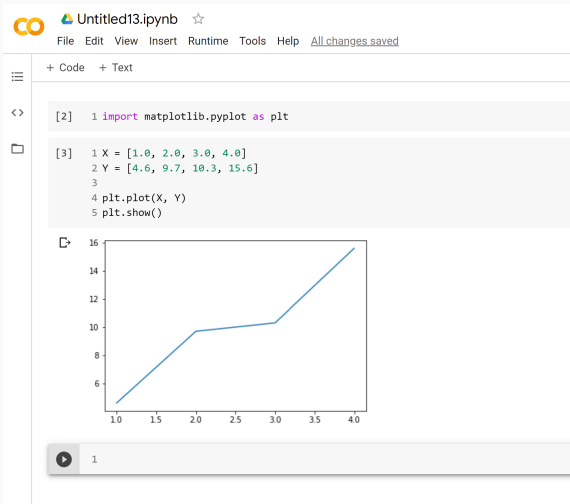 Untitled13.ipynb
File Edit View Insert Runtime Tools Help All changes saved
+ Code + Text
[2] 1 import matplotlib.pyplot as plt
[3] 1 X = [1.0, 2.0, 3.0, 4.0]
2 Y = [4.6, 9.7, 10.3, 15.6]
3
4 plt.plot(X, Y)
5 plt.show()
16
14
12
10
8
6
1.0 1.5 2.0 2.5 3.0 3.5 4.0
1